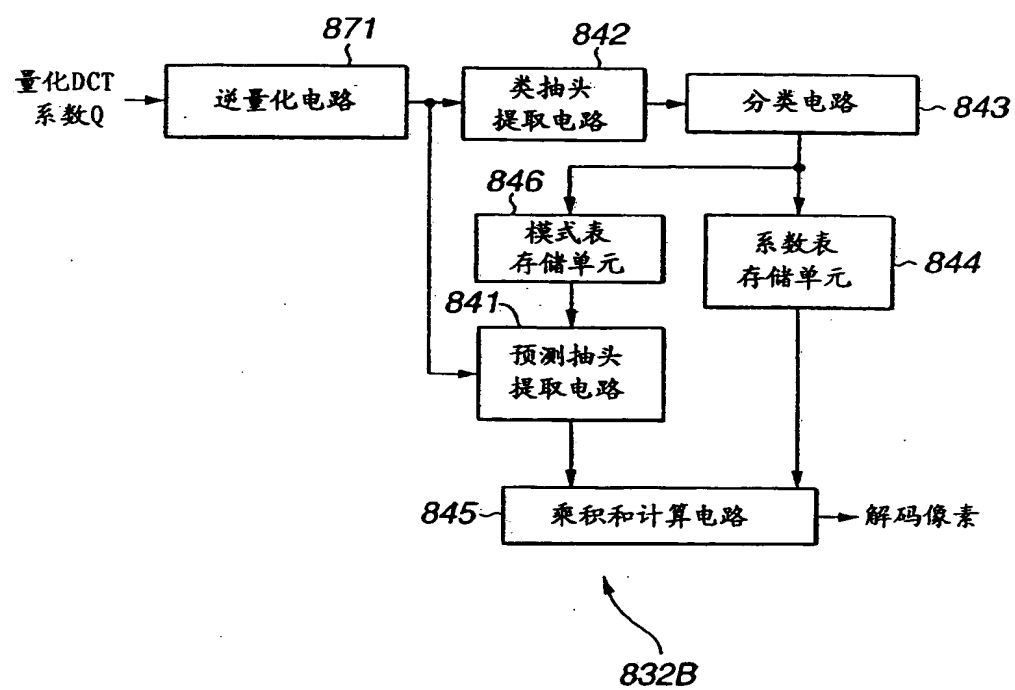 871
842
量化DCT
系数Q
逆量化电路
类抽头
提取电路
分类电路
843
846
模式表
存储单元
系数表
存储单元
844
841
预测抽头
提取电路
845
乘积和计算电路
解码像素
832B